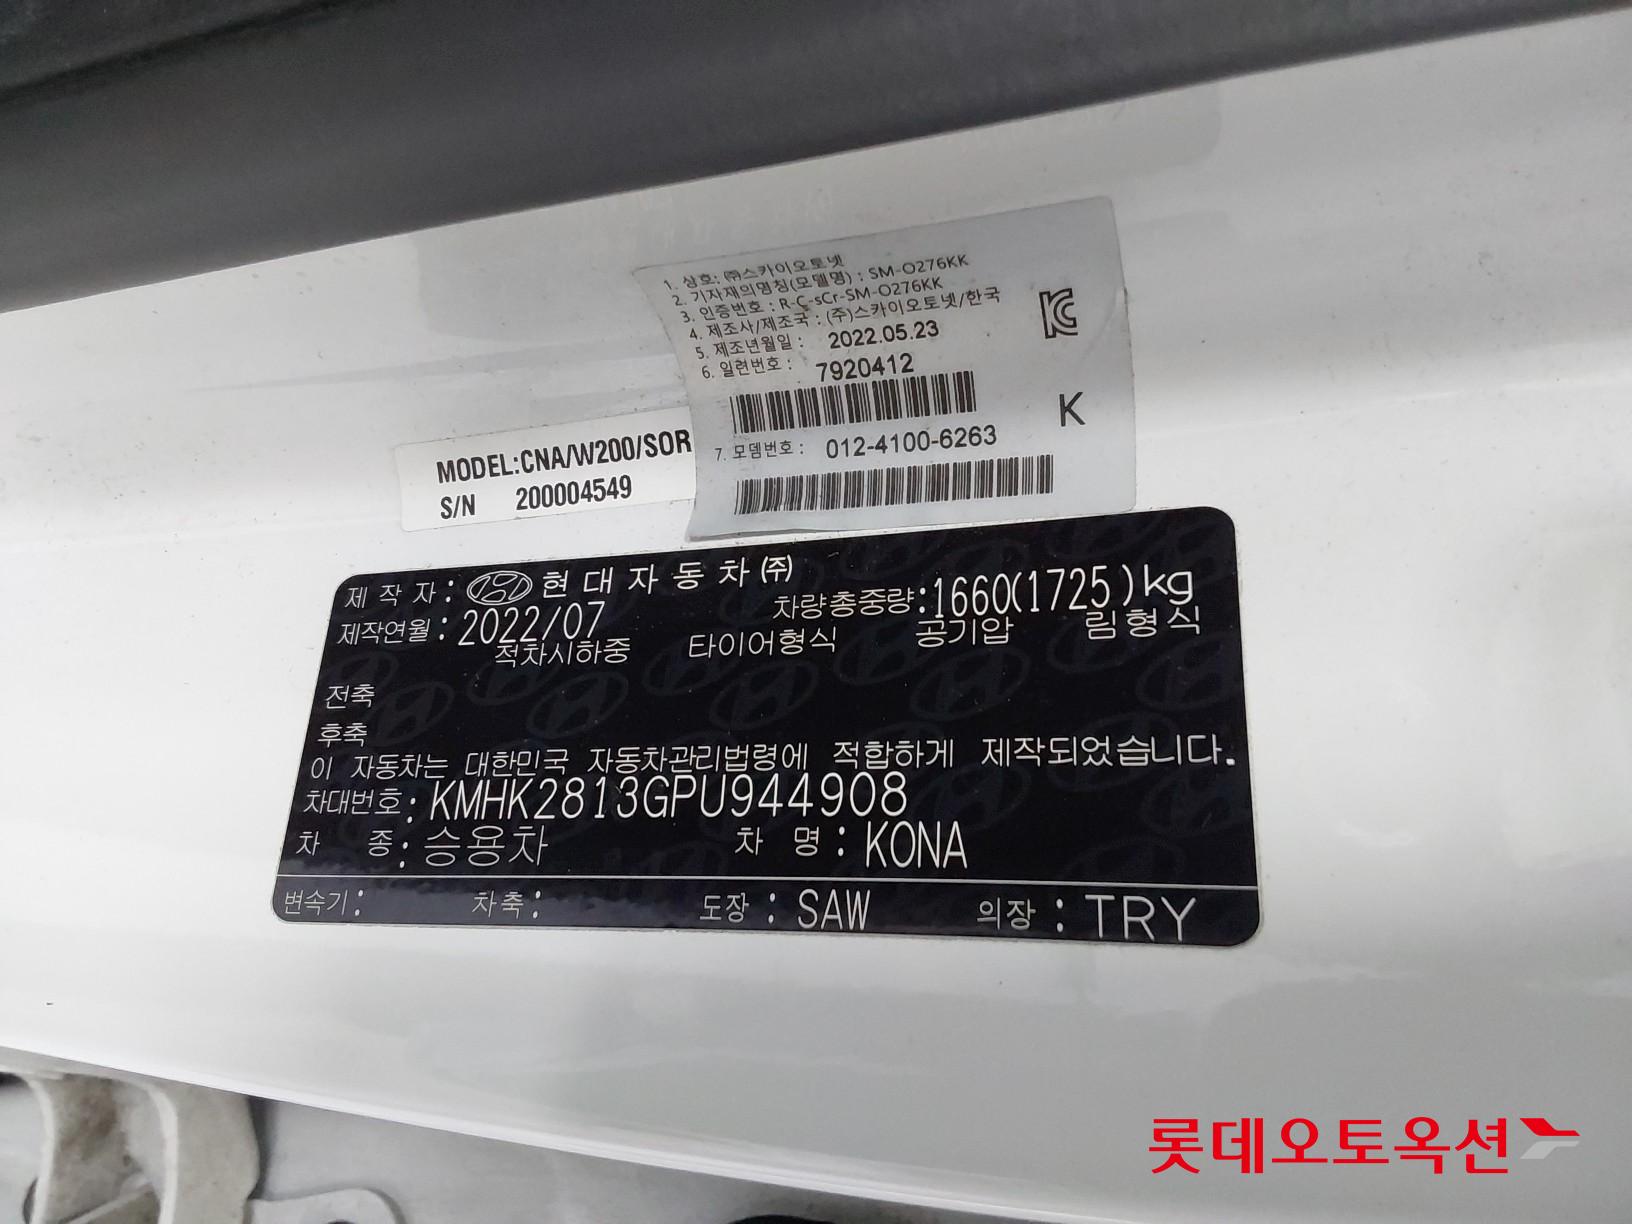 1. 상호: ㈜스카이오토넷
2. 기자재의명칭(모델명) : SM-O276KK
3. 인증번호 : R-C-sCr-SM-O276KK
4. 제조사/제조국 : (주)스카이오토넷/한국
5. 제조년월일 : 2022.05.23
6. 일련번호 : 7920412
K
7. 모뎀번호 : 012-4100-6263
MODEL:CNA/W200/SOR
S/N 200004549
제 작 자 : 현대자동차㈜
차량총중량:1660(1725)kg
제작연월 : 2022/07
적차시하중 타이어형식 공기압 림형식
전축
후축
이 자동차는 대한민국 자동차관리법령에 적합하게 제작되었습니다.
차대번호: KMHK2813GPU944908
차 종: 승용차 차 명 : KONA
변속기 : 차축 : 도장 : SAW 의장 : TRY
롯데오토옥션